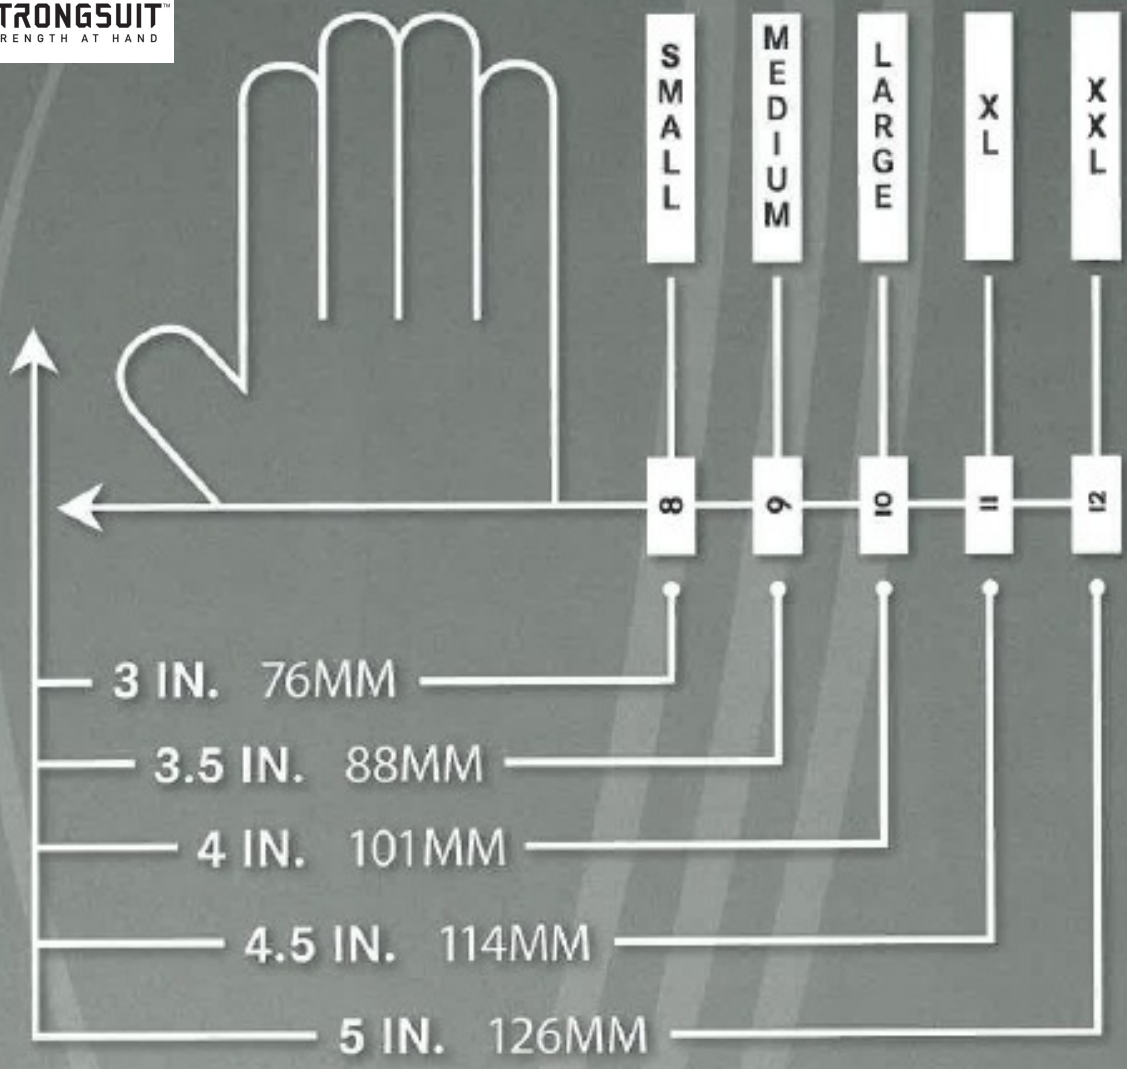 TRONGSUIT™
RENGTH AT HAND
SMALL
MEDIUM
LARGE
XL
XXL
8
9
10
11
12
3 IN. 76MM
3.5 IN. 88MM
4 IN. 101MM
4.5 IN. 114MM
5 IN. 126MM